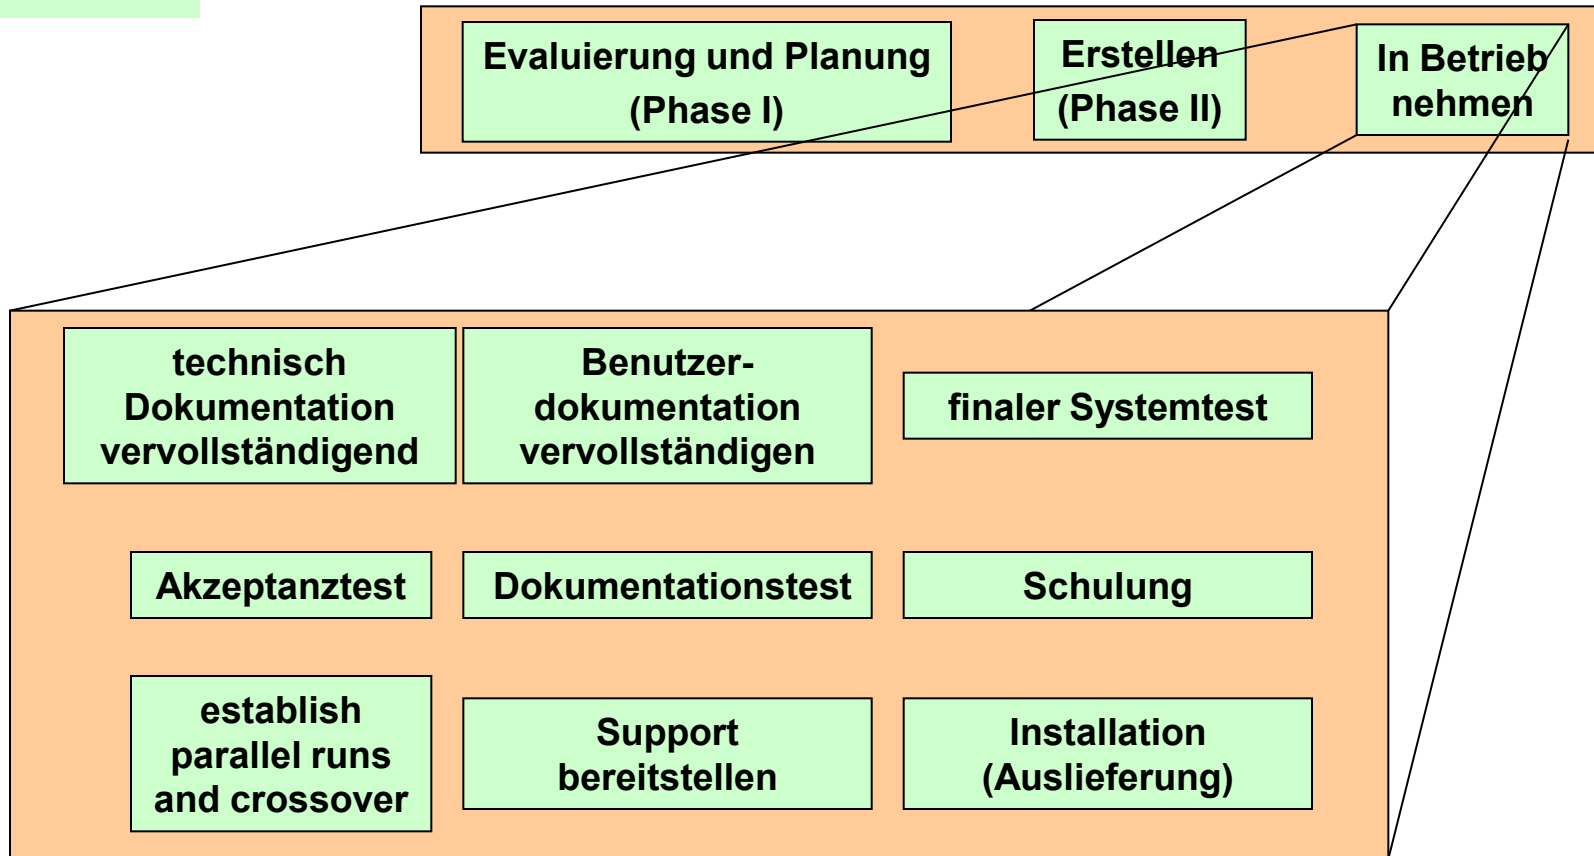 Evaluierung und Planung
(Phase I)
Erstellen
(Phase II)
In Betrieb
nehmen
technisch
Dokumentation
vervollständigend
Benutzer-
dokumentation
vervollständigen
finaler Systemtest
Akzeptanztest
Dokumentationstest
Schulung
establish
parallel runs
and crossover
Support
bereitstellen
Installation
(Auslieferung)